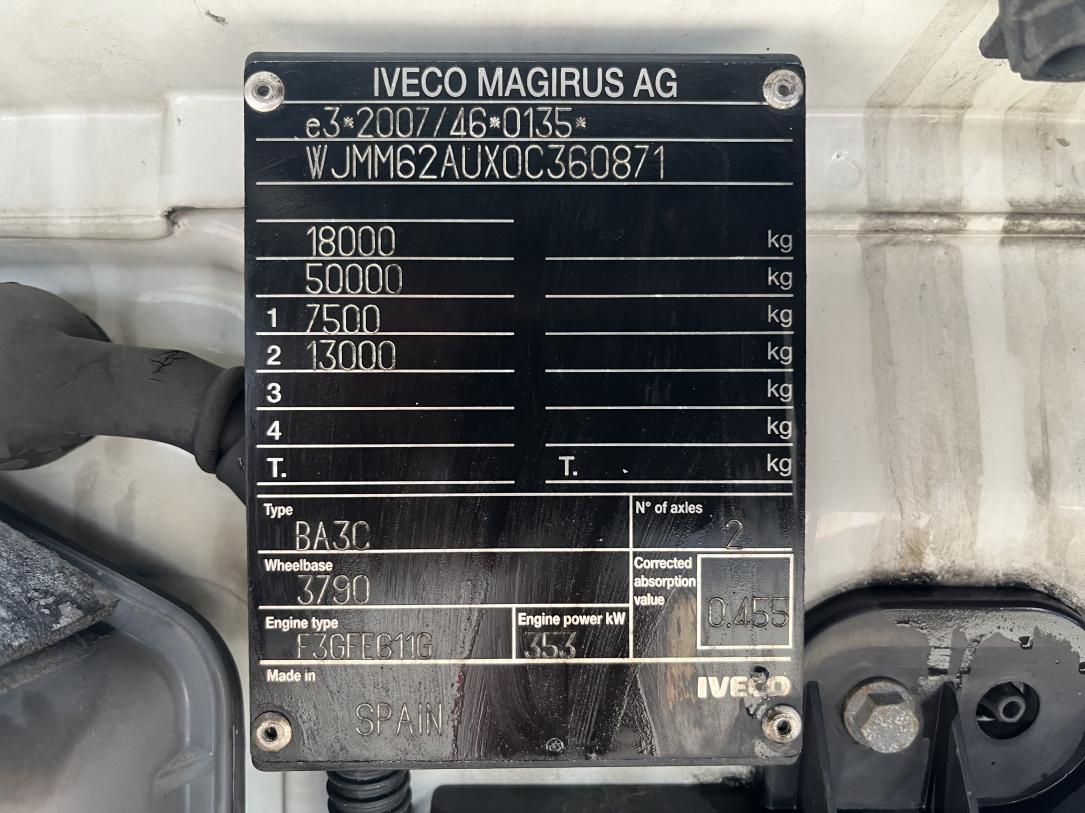 IVECO MAGIRUS AG
e3*2007/46*0135*
WJMM62AUX0C360871
18000 kg
50000 kg
1 7500 kg
2 13000 kg
3 kg
4 kg
T. T. kg
Type N° of axles
BA3C 2
Wheelbase Corrected absorption value
3790 0.455
Engine type Engine power kW
F3GFE611G 353
Made in IVECO
SPAIN